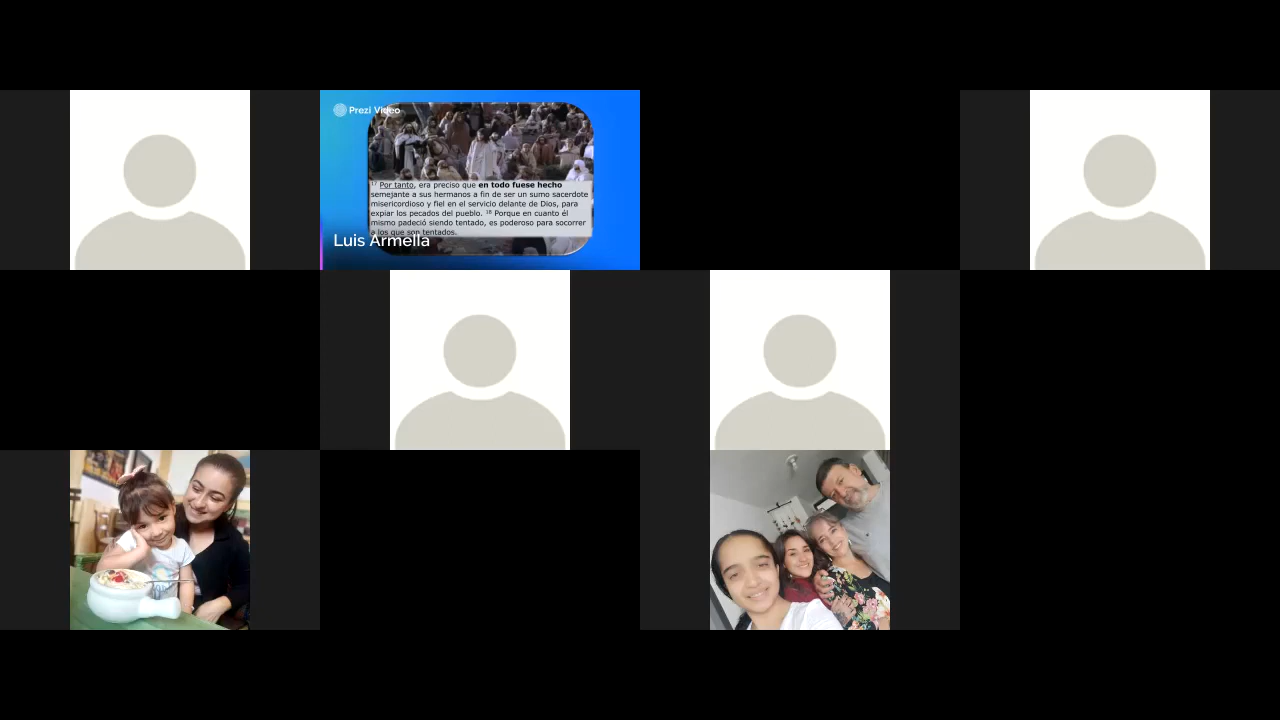 Prezi Video
17 Por tanto, era preciso que en todo fuese hecho
semejante a sus hermanos a fin de ser un sumo sacerdote
misericordioso y fiel en el servicio delante de Dios, para
expiar los pecados del pueblo. 18 Porque en cuanto él
mismo padeció siendo tentado, es poderoso para socorrer
a los que son tentados.
Luis Armella